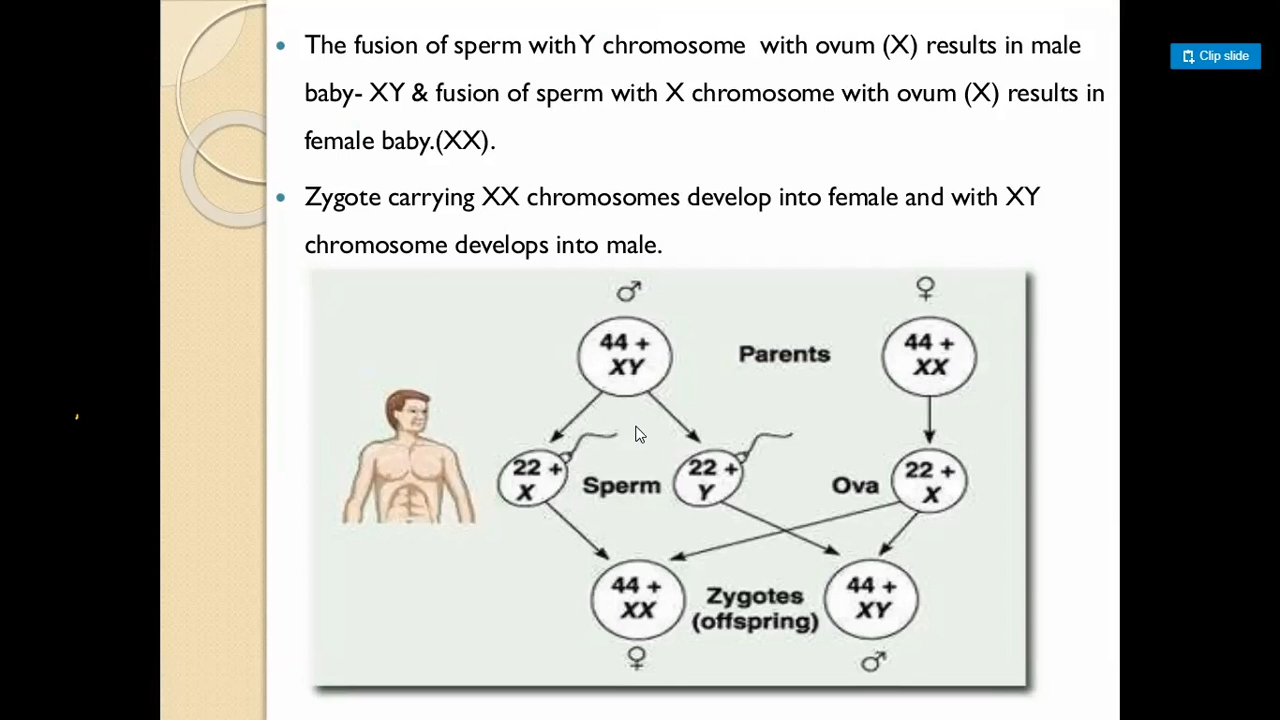 Clip slide
• The fusion of sperm with Y chromosome with ovum (X) results in male
baby- XY & fusion of sperm with X chromosome with ovum (X) results in
female baby.(XX).
• Zygote carrying XX chromosomes develop into female and with XY
chromosome develops into male.
♂ ♀
44 + XY
Parents
44 + XX
22 + X
Sperm
22 + Y
Ova
22 + X
44 + XX
Zygotes
(offspring)
44 + XY
♀ ♂